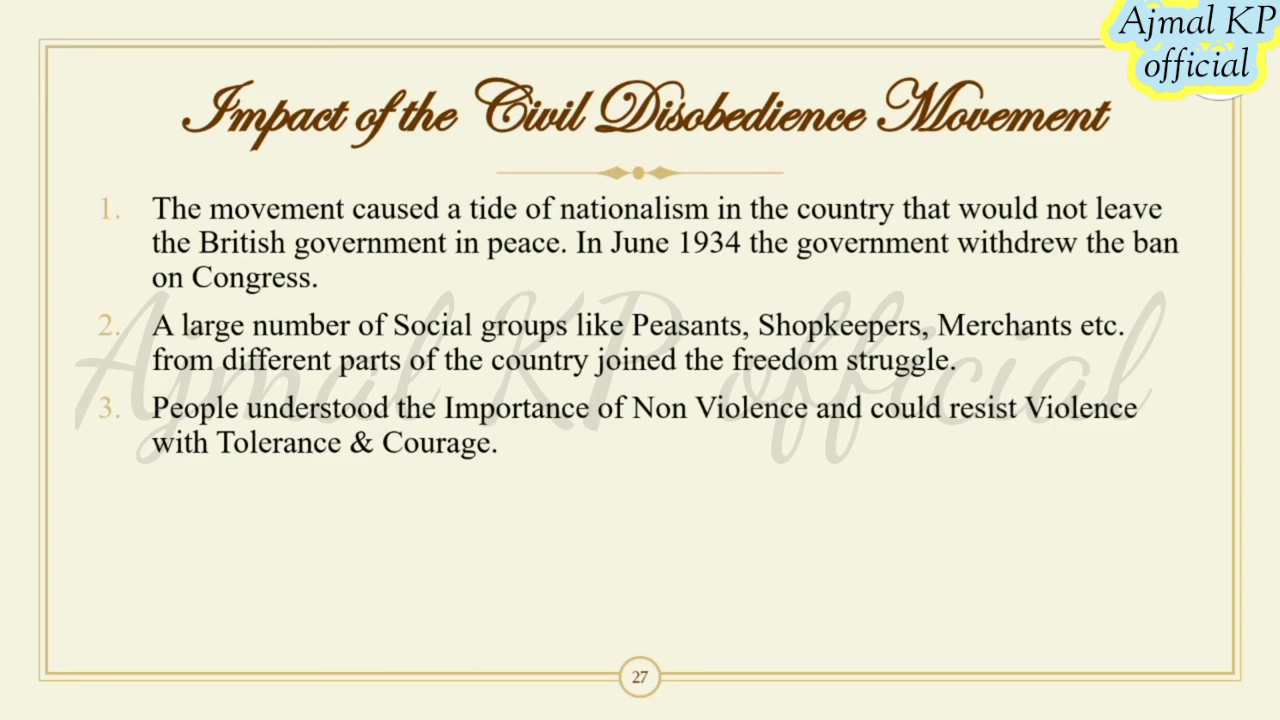 Ajmal KP
official
Impact of the Civil Disobedience Movement
1. The movement caused a tide of nationalism in the country that would not leave
the British government in peace. In June 1934 the government withdrew the ban
on Congress.
2. A large number of Social groups like Peasants, Shopkeepers, Merchants etc.
from different parts of the country joined the freedom struggle.
3. People understood the Importance of Non Violence and could resist Violence
with Tolerance & Courage.
Ajmal KP official
27